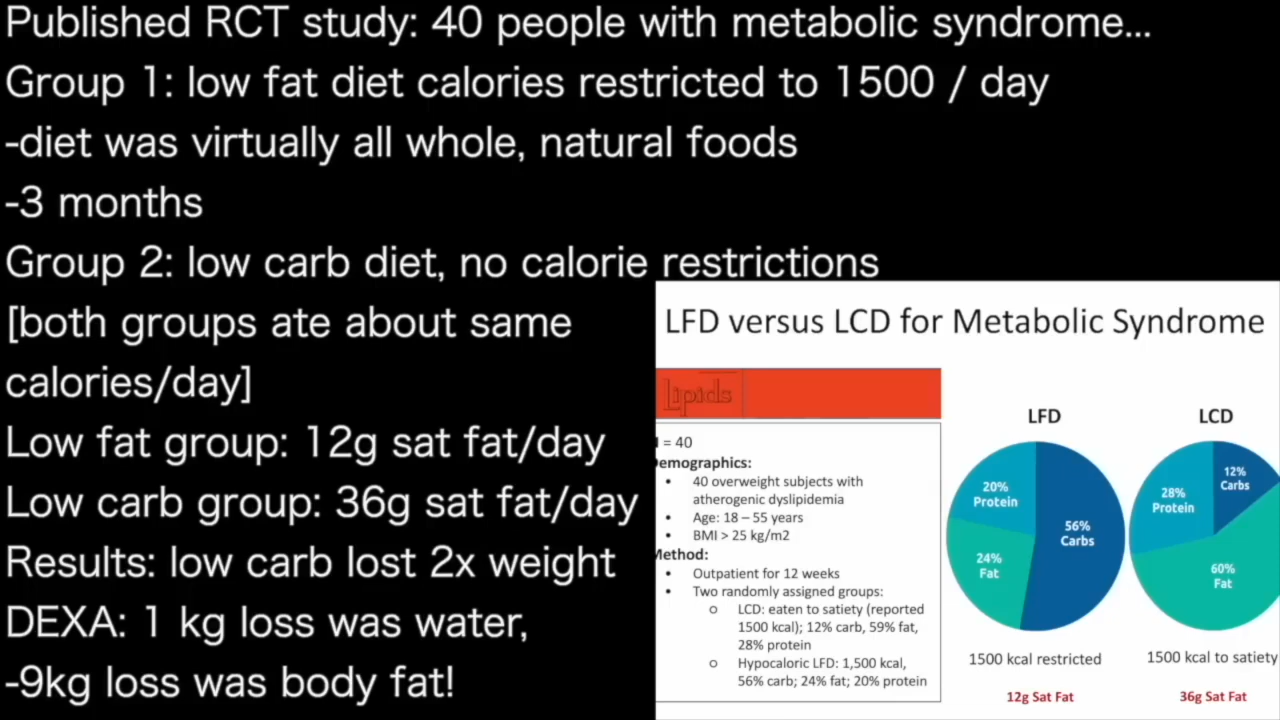 Published RCT study: 40 people with metabolic syndrome...
Group 1: low fat diet calories restricted to 1500 / day
-diet was virtually all whole, natural foods
-3 months
Group 2: low carb diet, no calorie restrictions
[both groups ate about same
calories/day]
Low fat group: 12g sat fat/day
Low carb group: 36g sat fat/day
Results: low carb lost 2x weight
DEXA: 1 kg loss was water,
-9kg loss was body fat!
LFD versus LCD for Metabolic Syndrome
Lipids
= 40
Demographics:
• 40 overweight subjects with
atherogenic dyslipidemia
• Age: 18 – 55 years
• BMI > 25 kg/m2
Method:
• Outpatient for 12 weeks
• Two randomly assigned groups:
o LCD: eaten to satiety (reported
1500 kcal); 12% carb, 59% fat,
28% protein
o Hypocaloric LFD: 1,500 kcal,
56% carb; 24% fat; 20% protein
LFD
20%
Protein
56%
Carbs
24%
Fat
1500 kcal restricted
12g Sat Fat
LCD
12%
Carbs
28%
Protein
60%
Fat
1500 kcal to satiety
36g Sat Fat